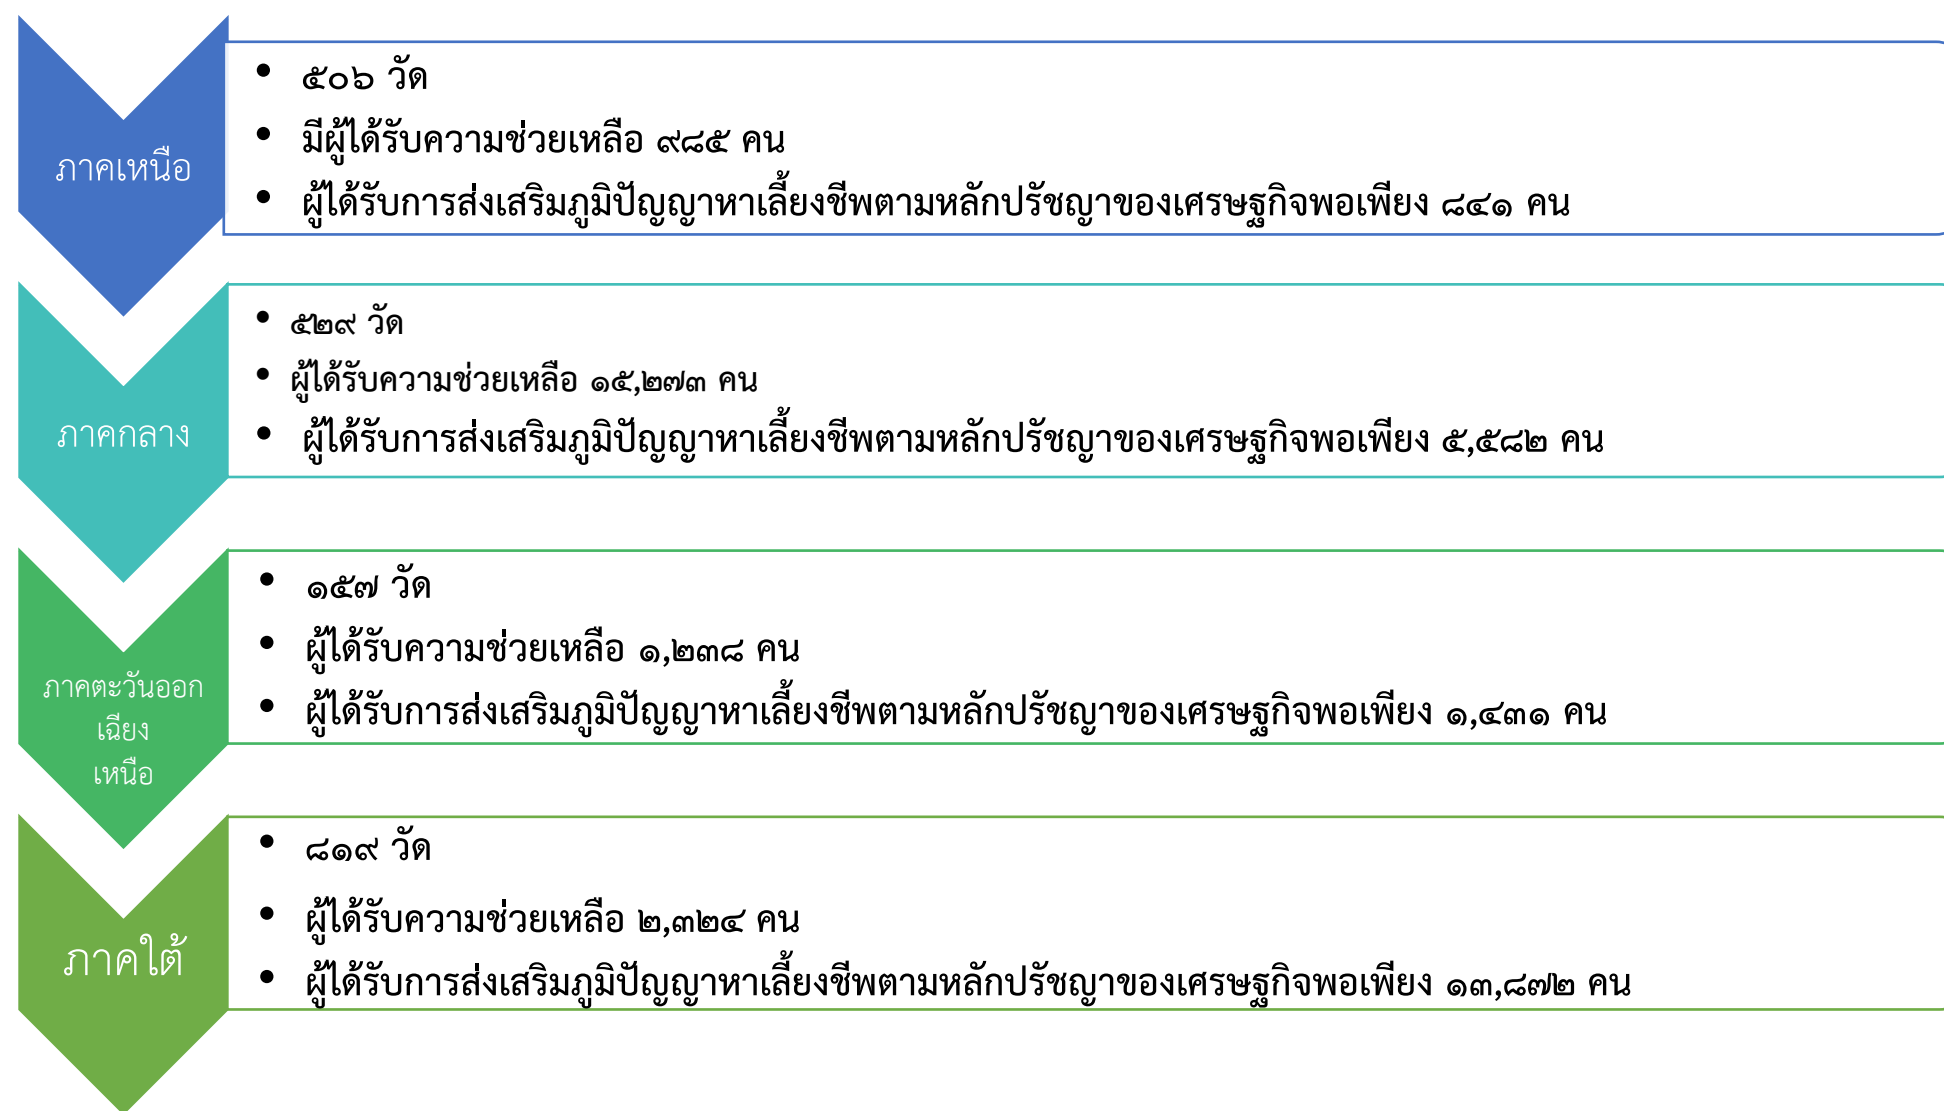 ภาคเหนือ
๕๐๖ วัด
มีผู้ได้รับความช่วยเหลือ ๙๘๕ คน
ผู้ได้รับการส่งเสริมภูมิปัญญาหาเลี้ยงชีพตามหลักปรัชญาของเศรษฐกิจพอเพียง ๘๔๑ คน
ภาคกลาง
๕๒๙ วัด
ผู้ได้รับความช่วยเหลือ ๑๕,๒๗๓ คน
ผู้ได้รับการส่งเสริมภูมิปัญญาหาเลี้ยงชีพตามหลักปรัชญาของเศรษฐกิจพอเพียง ๕,๕๘๒ คน
ภาคตะวันออก
เฉียง
เหนือ
๑๕๗ วัด
ผู้ได้รับความช่วยเหลือ ๑,๒๓๘ คน
ผู้ได้รับการส่งเสริมภูมิปัญญาหาเลี้ยงชีพตามหลักปรัชญาของเศรษฐกิจพอเพียง ๑,๔๓๑ คน
ภาคใต้
๘๑๙ วัด
ผู้ได้รับความช่วยเหลือ ๒,๓๒๔ คน
ผู้ได้รับการส่งเสริมภูมิปัญญาหาเลี้ยงชีพตามหลักปรัชญาของเศรษฐกิจพอเพียง ๑๓,๘๗๒ คน